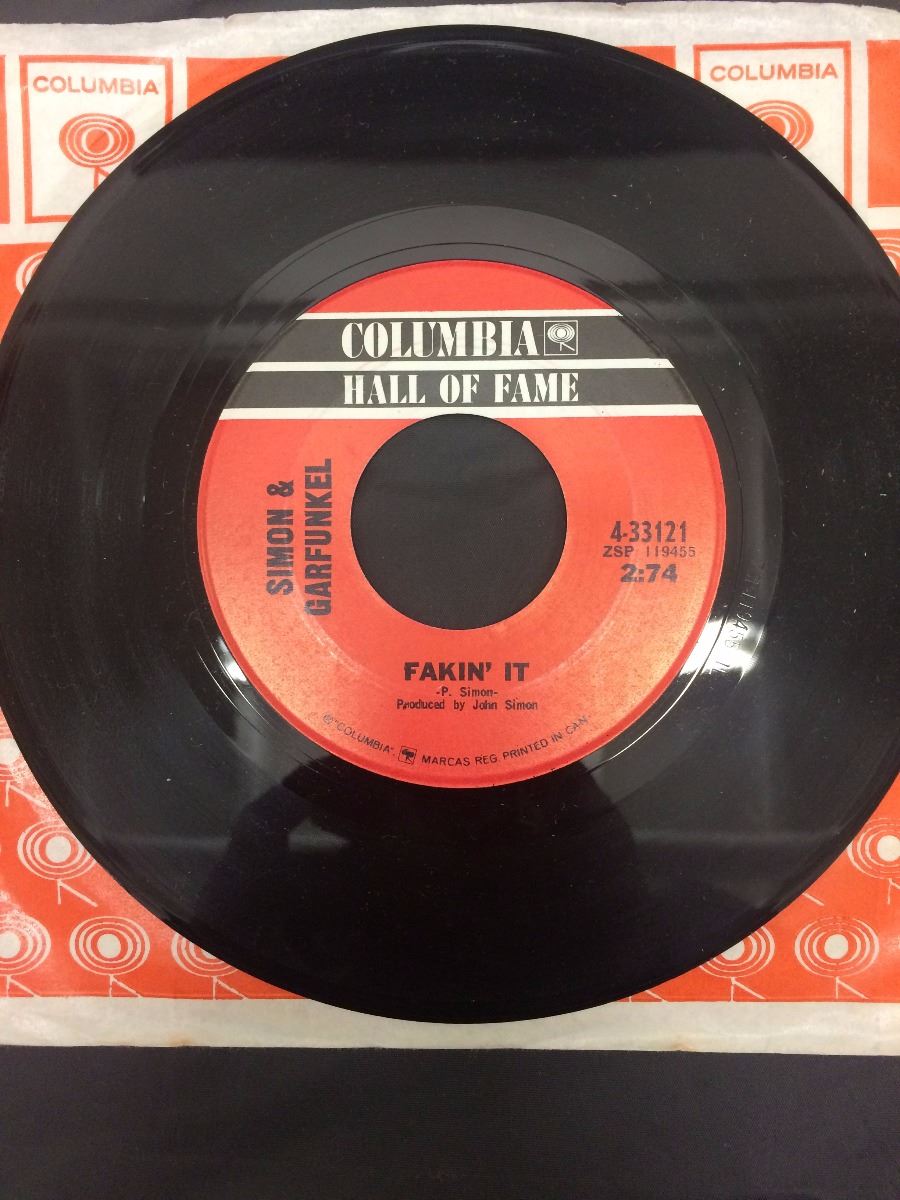 COLUMBIA
COLUMBIA
COLUMBIA
HALL OF FAME
SIMON &
GARFUNKEL
4-33121
ZSP 119455
2:74
FAKIN' IT
-P. Simon-
Produced by John Simon
"COLUMBIA", MARCAS REG. PRINTED IN CAN.